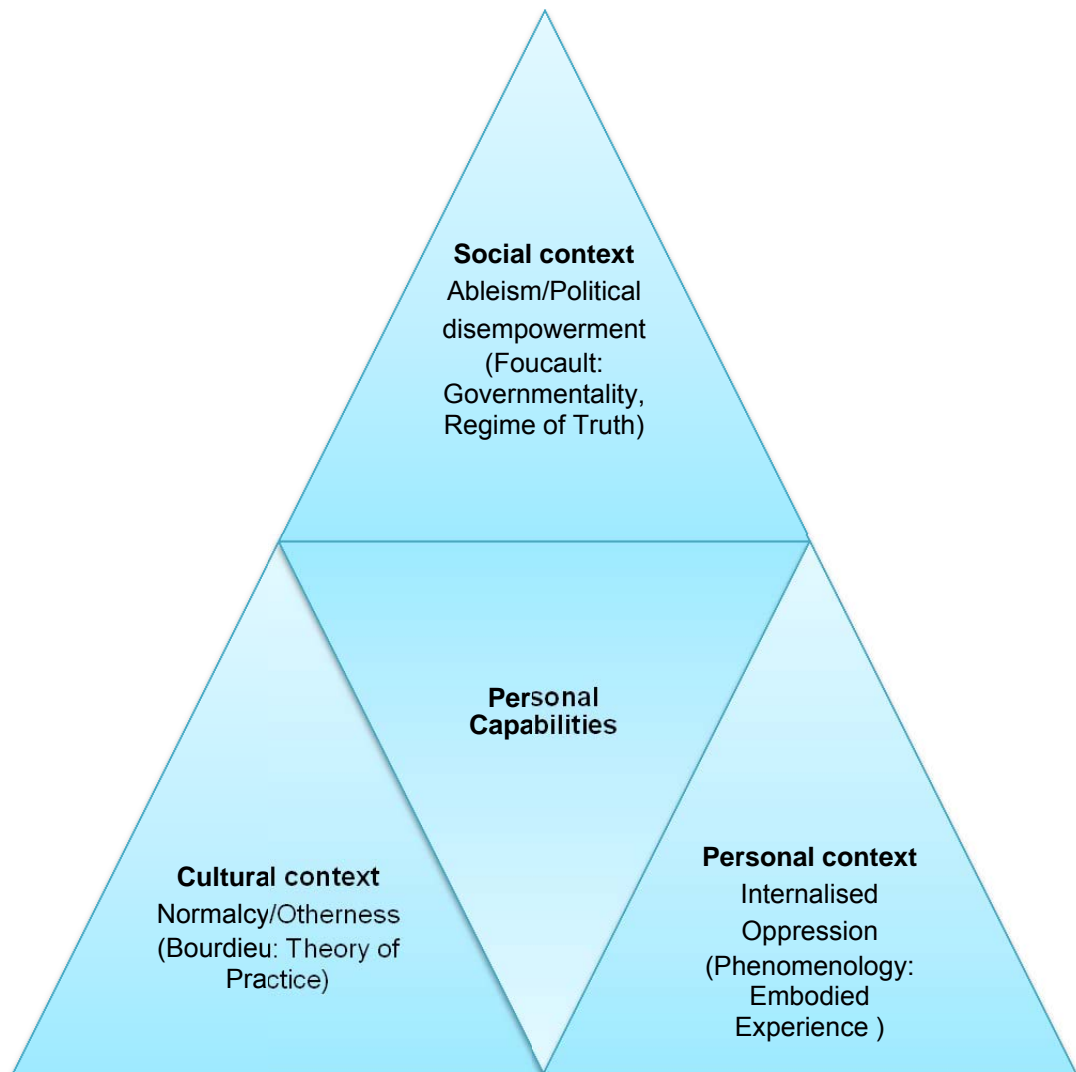 Social context
Ableism/Political
disempowerment
(Foucault:
Governmentality,
Regime of Truth)
Personal
Capabilities
Cultural context
Normalcy/Otherness
(Bourdieu: Theory of
Practice)
Personal context
Internalised
Oppression
(Phenomenology:
Embodied
Experience )